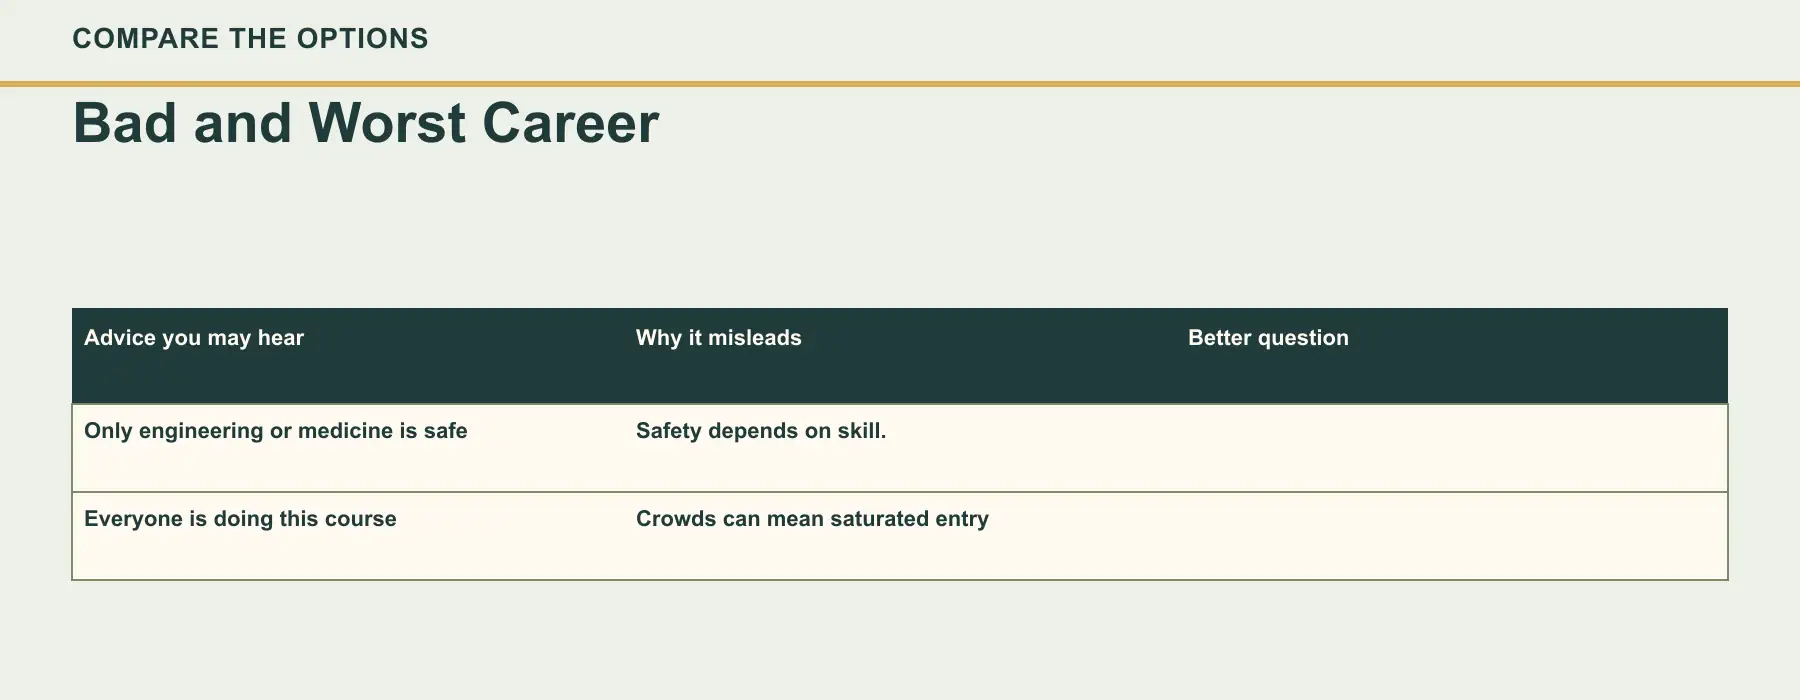 COMPARE THE OPTIONS
Bad and Worst Career
Advice you may hear
Why it misleads
Better question
Only engineering or medicine is safe
Safety depends on skill.
Everyone is doing this course
Crowds can mean saturated entry